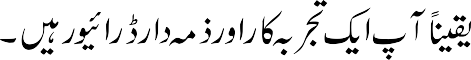 یقیناً آپ ایک تجربہ کار اور ذمہ دار ڈرائیور ہیں ۔